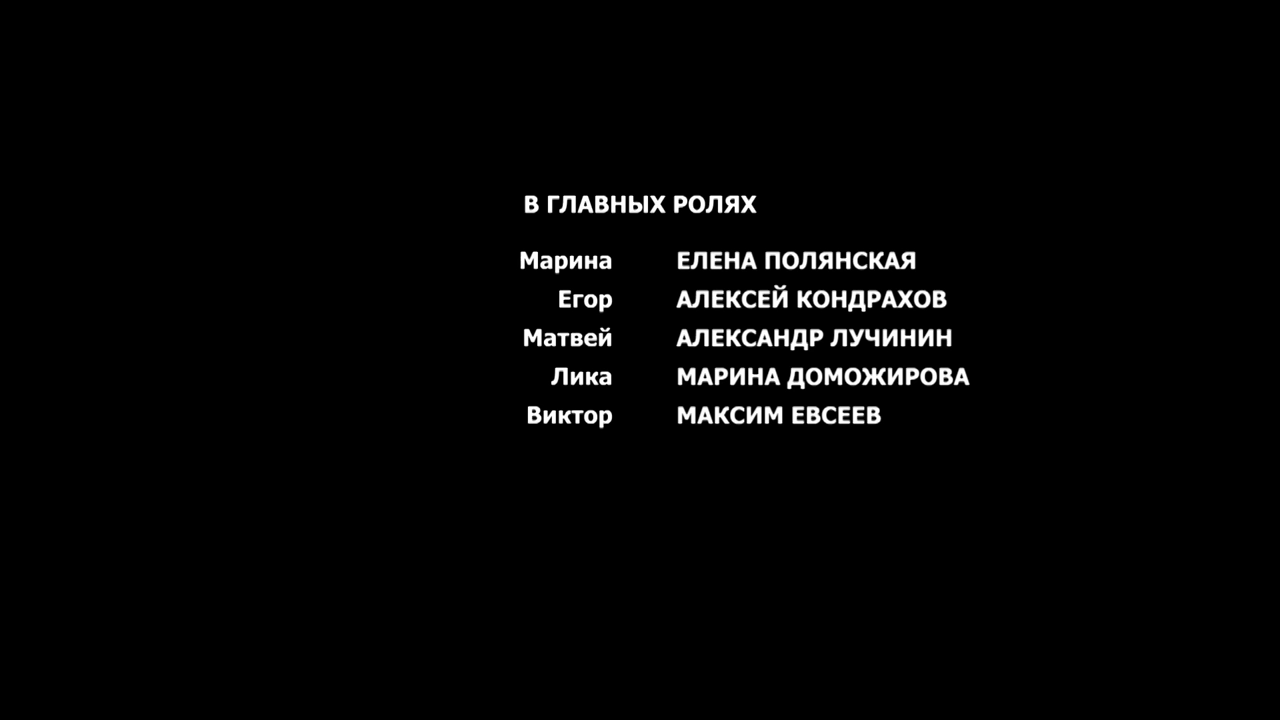 В ГЛАВНЫХ РОЛЯХ
Марина ЕЛЕНА ПОЛЯНСКАЯ
Егор АЛЕКСЕЙ КОНДРАХОВ
Матвей АЛЕКСАНДР ЛУЧИНИН
Лика МАРИНА ДОМОЖИРОВА
Виктор МАКСИМ ЕВСЕЕВ